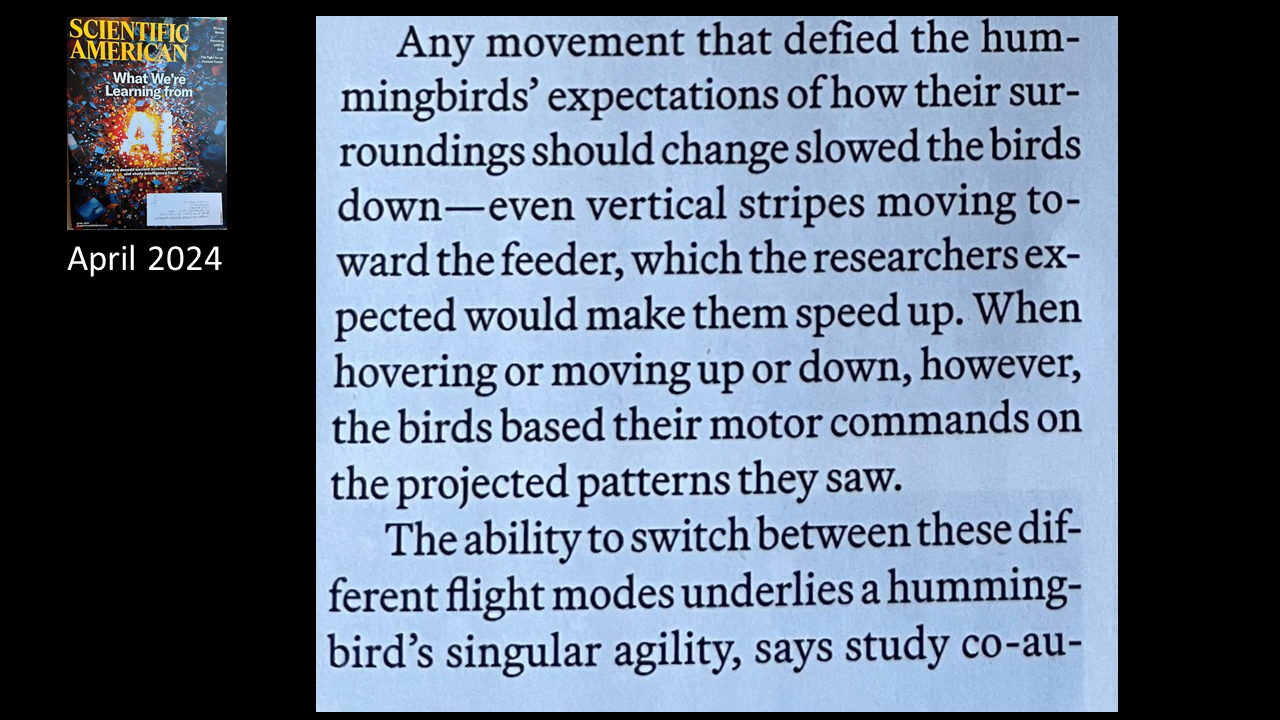 SCIENTIFIC
AMERICAN
What We're
Learning from
AI
April 2024
Any movement that defied the hum-
mingbirds’ expectations of how their sur-
roundings should change slowed the birds
down—even vertical stripes moving to-
ward the feeder, which the researchers ex-
pected would make them speed up. When
hovering or moving up or down, however,
the birds based their motor commands on
the projected patterns they saw.
The ability to switch between these dif-
ferent flight modes underlies a humming-
bird’s singular agility, says study co-au-